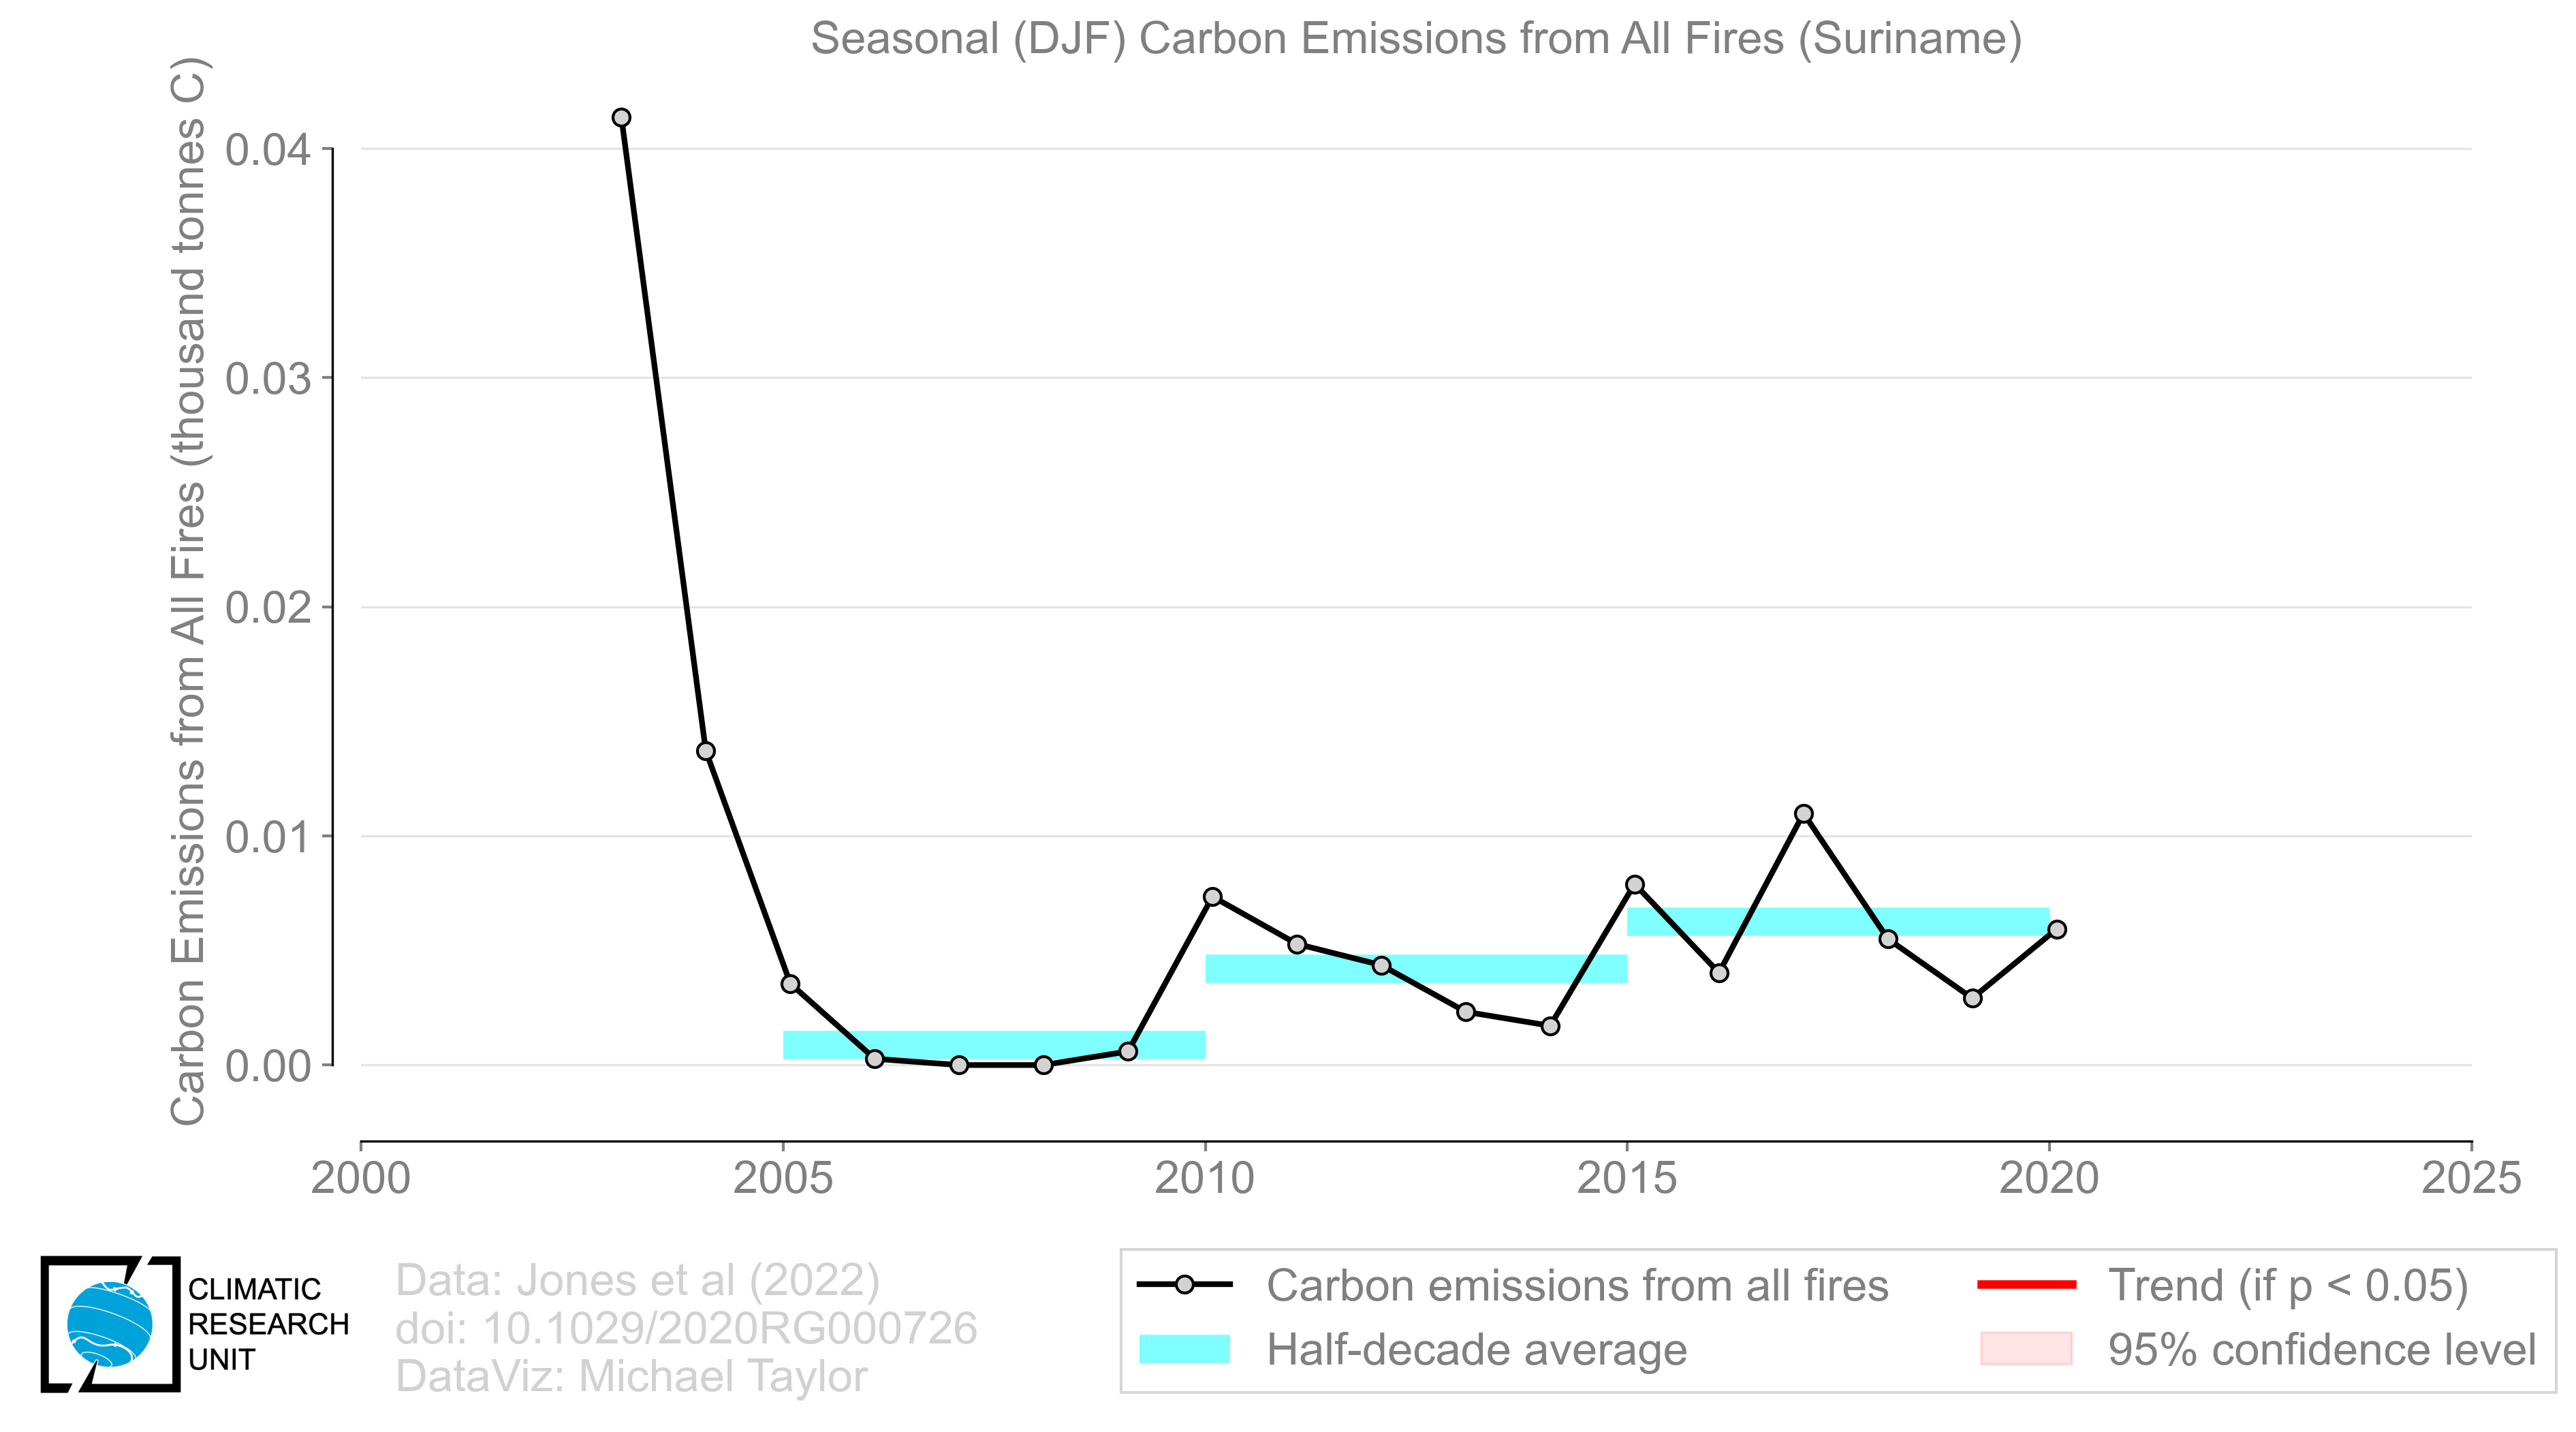 Seasonal (DJF) Carbon Emissions from All Fires (Suriname)
Carbon Emissions from All Fires (thousand tonnes C)
0.04
0.03
0.02
0.01
0.00
2000
2005
2010
2015
2020
2025
CLIMATIC
RESEARCH
UNIT
Data: Jones et al (2022)
doi: 10.1029/2020RG000726
DataViz: Michael Taylor
Carbon emissions from all fires
Half-decade average
Trend (if p < 0.05)
95% confidence level